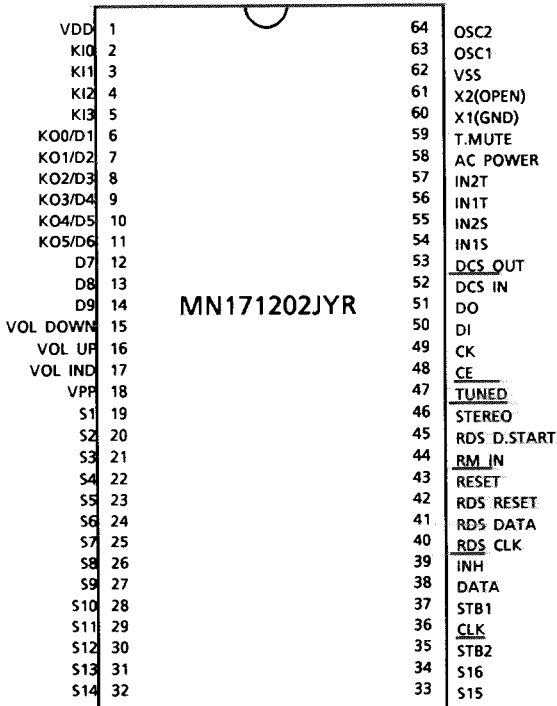 VDD 1 64 OSC2
KI0 2 63 OSC1
KI1 3 62 VSS
KI2 4 61 X2(OPEN)
KI3 5 60 X1(GND)
KO0/D1 6 59 T.MUTE
KO1/D2 7 58 AC POWER
KO2/D3 8 57 IN2T
KO3/D4 9 56 IN1T
KO4/D5 10 55 IN2S
KO5/D6 11 54 IN1S
D7 12 53 DCS OUT
D8 13 52 DCS IN
D9 14 MN171202JYR 51 DO
VOL DOWN 15 50 DI
VOL UP 16 49 CK
VOL IND 17 48 CE
VPP 18 47 TUNED
S1 19 46 STEREO
S2 20 45 RDS D.START
S3 21 44 RM IN
S4 22 43 RESET
S5 23 42 RDS RESET
S6 24 41 RDS DATA
S7 25 40 RDS CLK
S8 26 39 INH
S9 27 38 DATA
S10 28 37 STB1
S11 29 36 CLK
S12 30 35 STB2
S13 31 34 S16
S14 32 33 S15